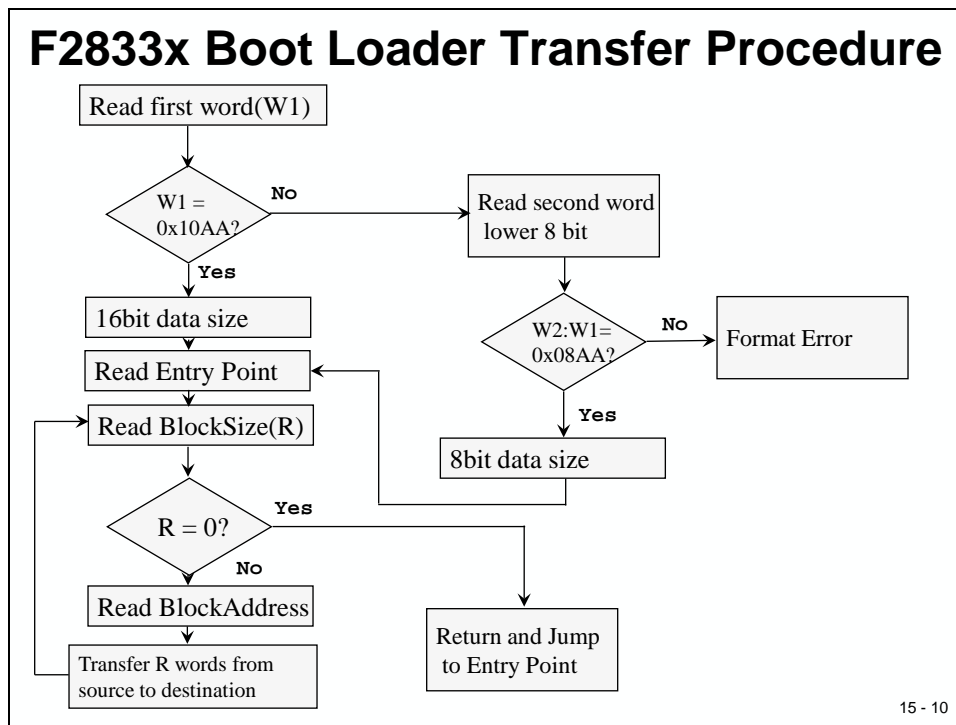 F2833x Boot Loader Transfer Procedure
Read first word(W1)
W1 =
0x10AA?
No
Read second word
lower 8 bit
Yes
16bit data size
W2:W1=
0x08AA?
No
Format Error
Read Entry Point
Yes
Read BlockSize(R)
8bit data size
R = 0?
Yes
No
Read BlockAddress
Return and Jump
to Entry Point
Transfer R words from
source to destination
15 - 10